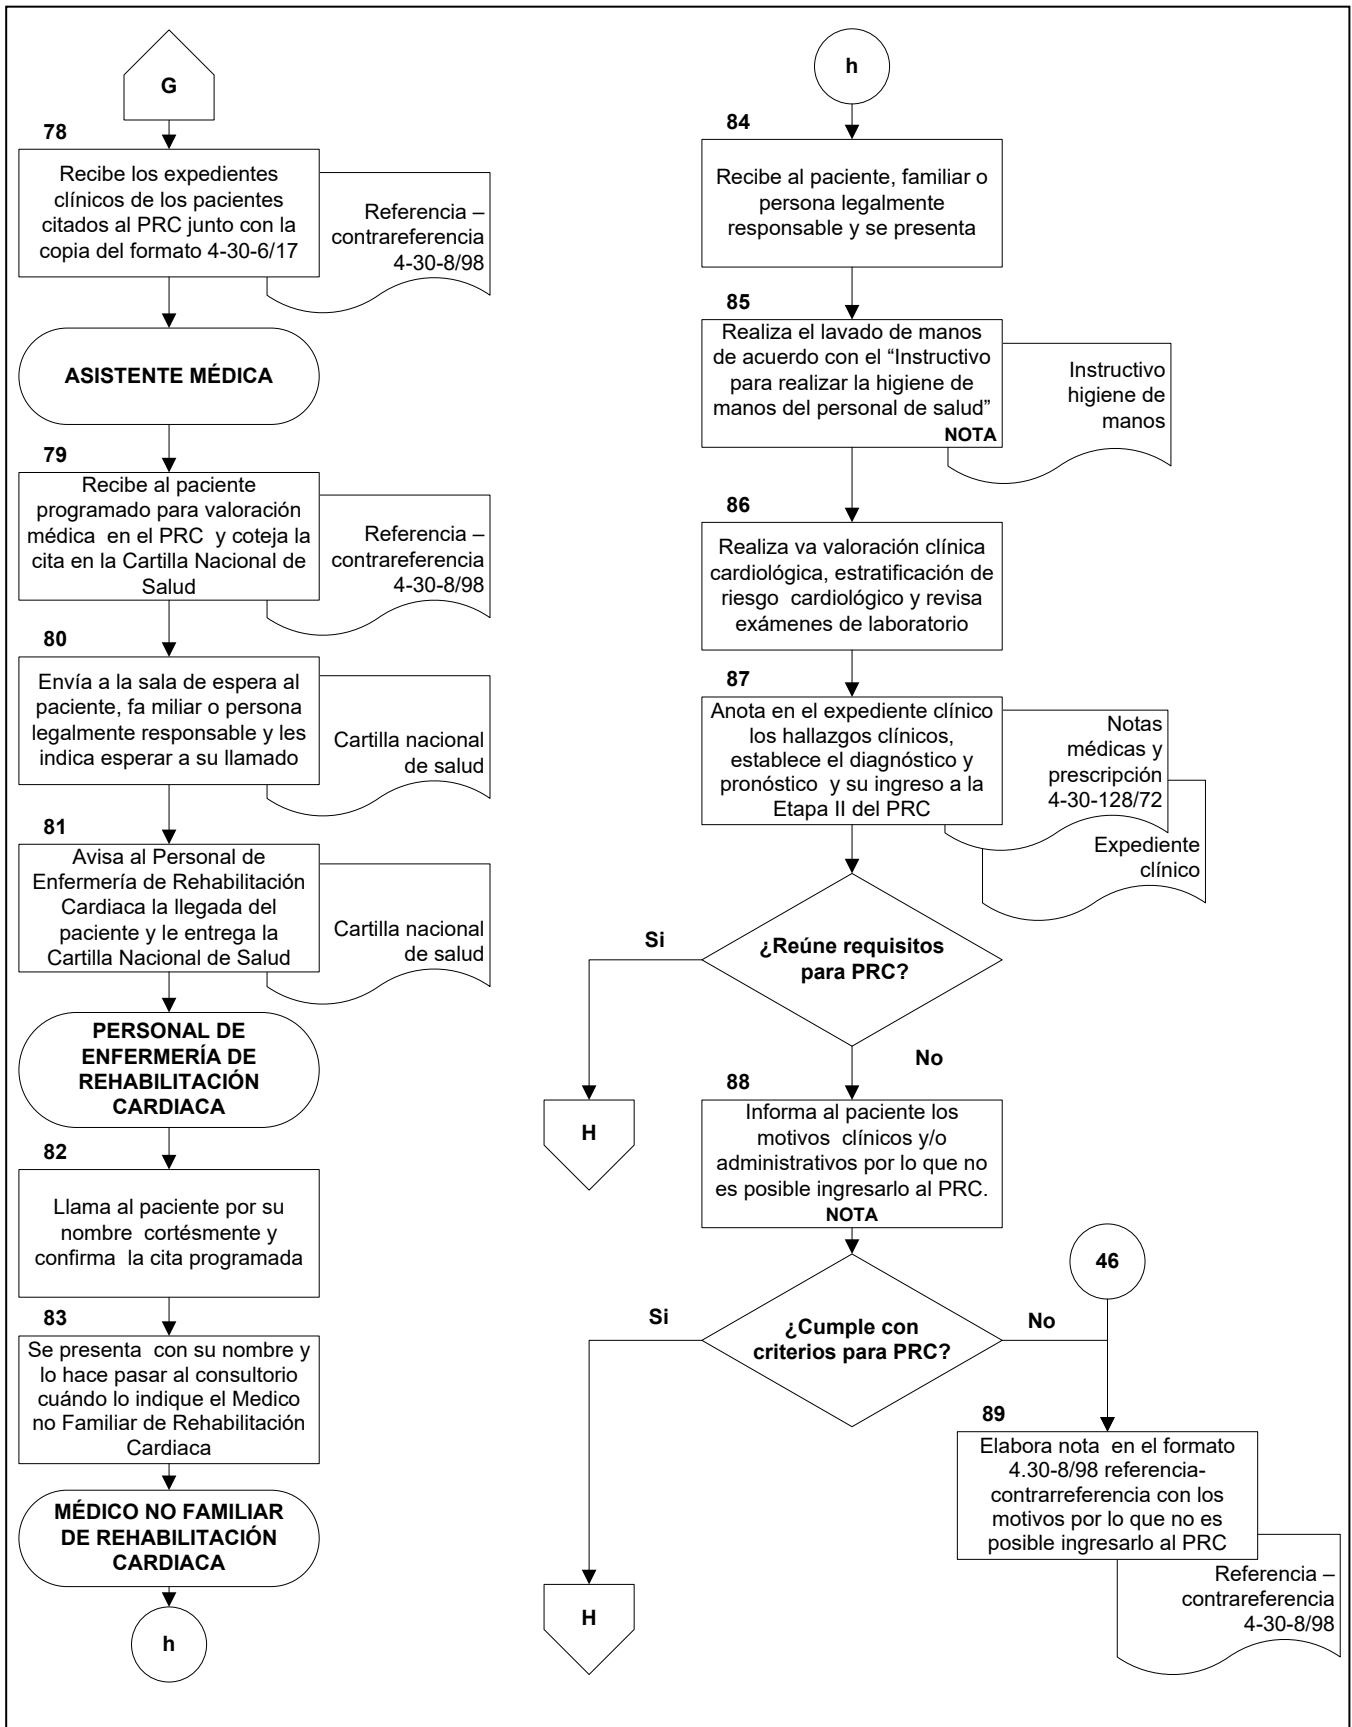 G
78
Recibe los expedientes
clínicos de los pacientes
citados al PRC junto con la
copia del formato 4-30-6/17
Referencia –
contrareferencia
4-30-8/98
ASISTENTE MÉDICA
79
Recibe al paciente
programado para valoración
médica en el PRC y coteja la
cita en la Cartilla Nacional de
Salud
Referencia –
contrareferencia
4-30-8/98
80
Envía a la sala de espera al
paciente, fa miliar o persona
legalmente responsable y les
indica esperar a su llamado
Cartilla nacional
de salud
81
Avisa al Personal de
Enfermería de Rehabilitación
Cardiaca la llegada del
paciente y le entrega la
Cartilla Nacional de Salud
Cartilla nacional
de salud
PERSONAL DE
ENFERMERÍA DE
REHABILITACIÓN
CARDIACA
82
Llama al paciente por su
nombre cortésmente y
confirma la cita programada
83
Se presenta con su nombre y
lo hace pasar al consultorio
cuándo lo indique el Medico
no Familiar de Rehabilitación
Cardiaca
MÉDICO NO FAMILIAR
DE REHABILITACIÓN
CARDIACA
h
h
84
Recibe al paciente, familiar o
persona legalmente
responsable y se presenta
85
Realiza el lavado de manos
de acuerdo con el “Instructivo
para realizar la higiene de
manos del personal de salud”
NOTA
Instructivo
higiene de
manos
86
Realiza va valoración clínica
cardiológica, estratificación de
riesgo cardiológico y revisa
exámenes de laboratorio
87
Anota en el expediente clínico
los hallazgos clínicos,
establece el diagnóstico y
pronóstico y su ingreso a la
Etapa II del PRC
Notas
médicas y
prescripción
4-30-128/72
Expediente
clínico
¿Reúne requisitos
para PRC?
Si
No
H
88
Informa al paciente los
motivos clínicos y/o
administrativos por lo que no
es posible ingresarlo al PRC.
NOTA
¿Cumple con
criterios para PRC?
Si
No
H
46
89
Elabora nota en el formato
4.30-8/98 referencia-
contrarreferencia con los
motivos por lo que no es
posible ingresarlo al PRC
Referencia –
contrareferencia
4-30-8/98